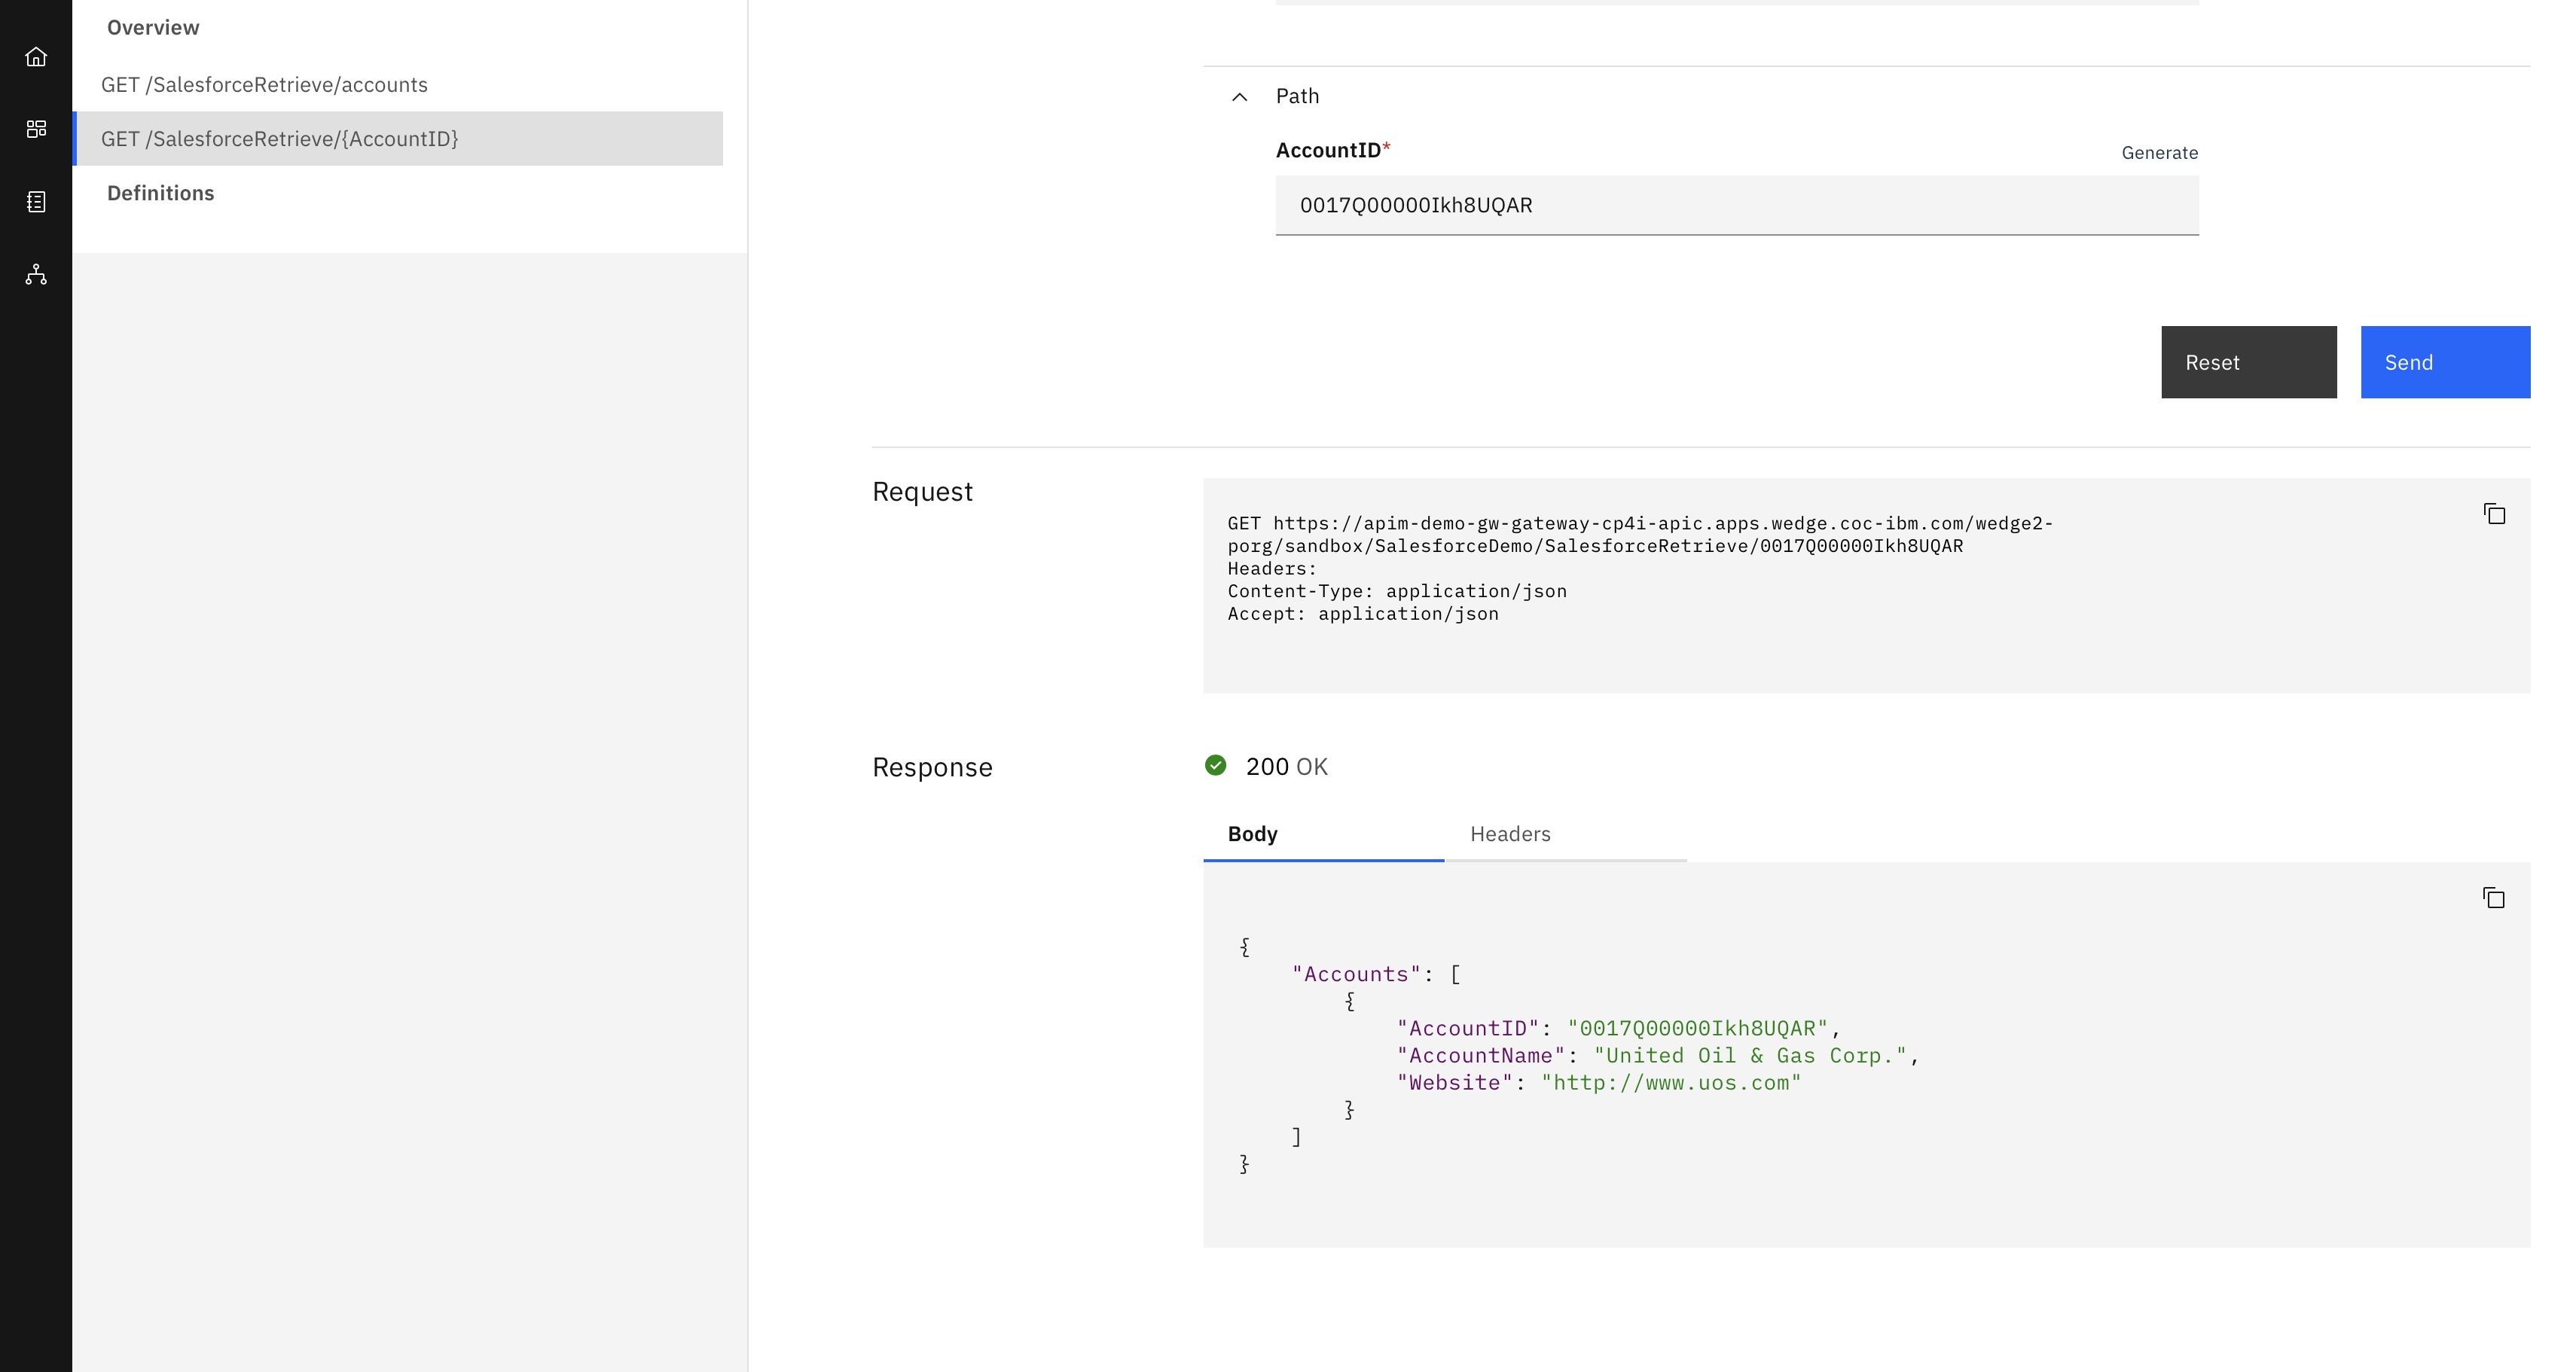 Overview
GET /SalesforceRetrieve/accounts
GET /SalesforceRetrieve/{AccountID}
Definitions
Path
AccountID*
Generate
0017Q00000Ikh8UQAR
Reset
Send
Request
GET https://apim-demo-gw-gateway-cp4i-apic.apps.wedge.coc-ibm.com/wedge2-
porg/sandbox/SalesforceDemo/SalesforceRetrieve/0017Q00000Ikh8UQAR
Headers:
Content-Type: application/json
Accept: application/json
Response
200 OK
Body
Headers
{
"Accounts": [
{
"AccountID": "0017Q00000Ikh8UQAR",
"AccountName": "United Oil & Gas Corp.",
"Website": "http://www.uos.com"
}
]
}